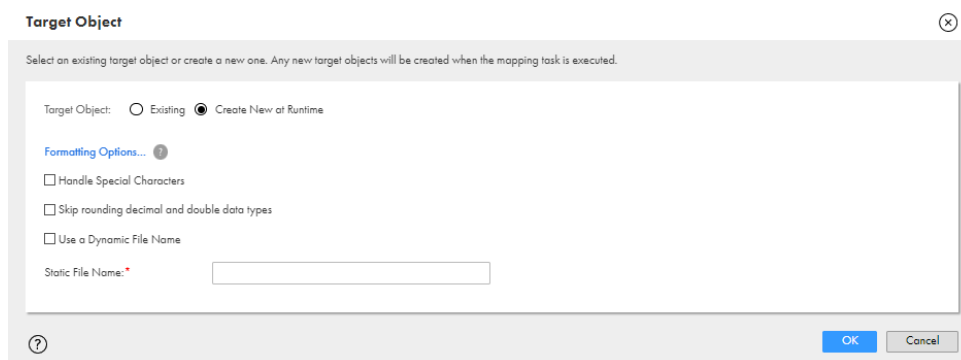 Target Object
Select an existing target object or create a new one. Any new target objects will be created when the mapping task is executed.
Target Object: Existing Create New at Runtime
Formatting Options... ?
Handle Special Characters
Skip rounding decimal and double data types
Use a Dynamic File Name
Static File Name:*
? OK Cancel